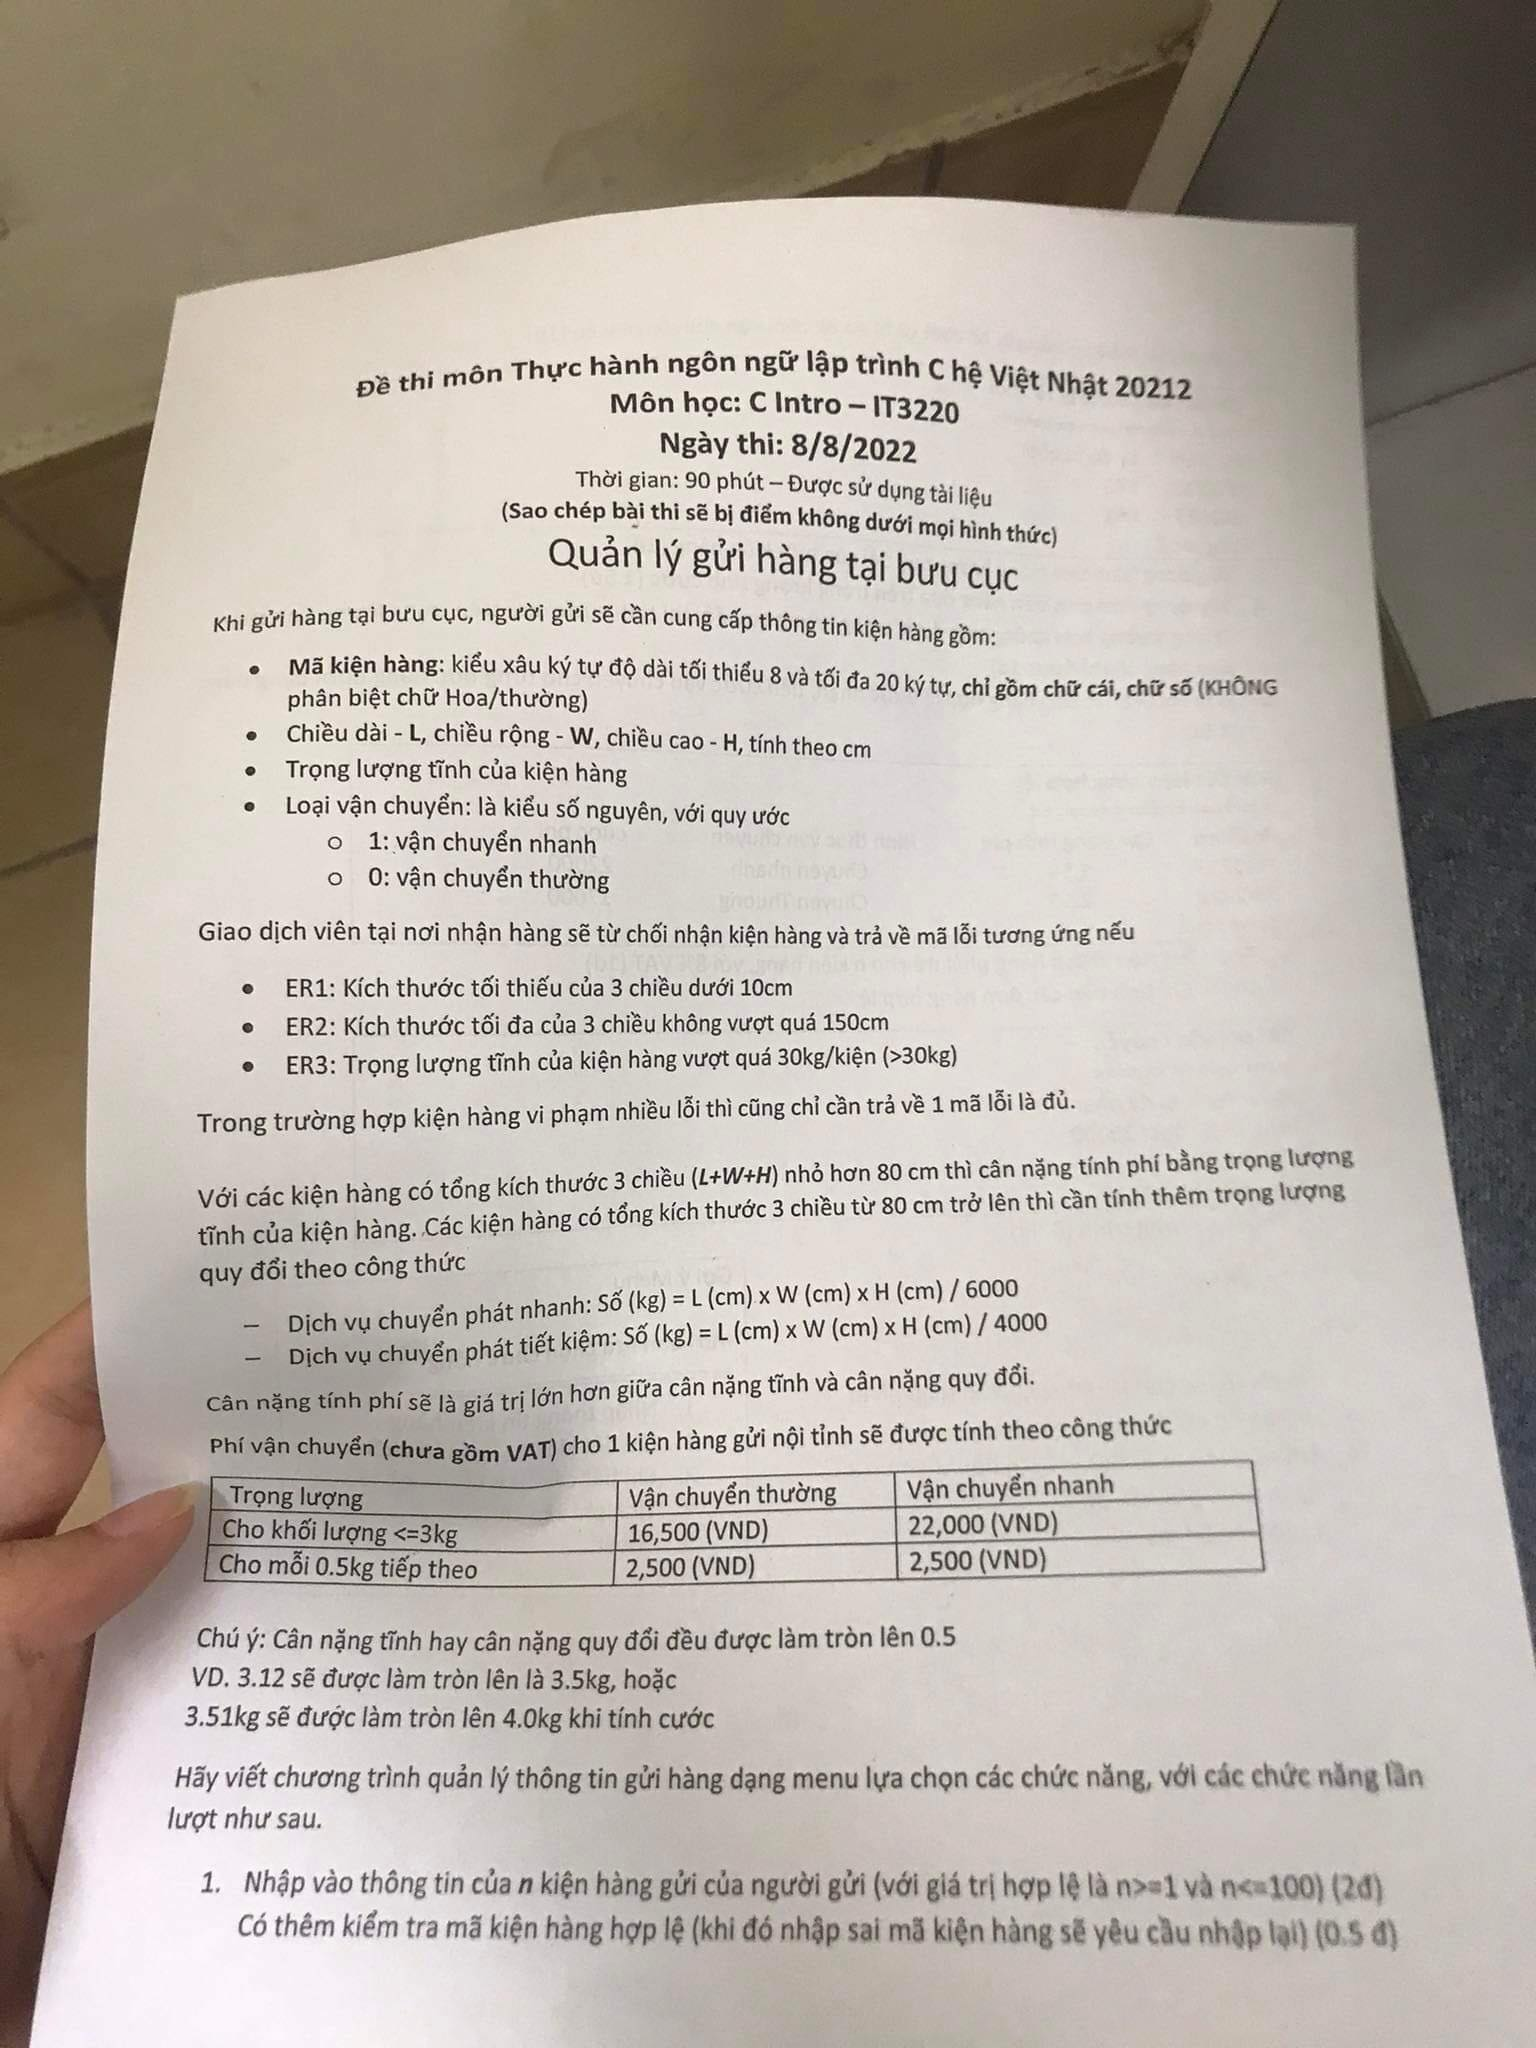 Đề thi môn Thực hành ngôn ngữ lập trình C hệ Việt Nhật 20212
Môn học: C Intro – IT3220
Ngày thi: 8/8/2022
Thời gian: 90 phút – Được sử dụng tài liệu
(Sao chép bài thi sẽ bị điểm không dưới mọi hình thức)
Quản lý gửi hàng tại bưu cục
Khi gửi hàng tại bưu cục, người gửi sẽ cần cung cấp thông tin kiện hàng gồm:
• Mã kiện hàng: kiểu xâu ký tự độ dài tối thiểu 8 và tối đa 20 ký tự, chỉ gồm chữ cái, chữ số (KHÔNG
phân biệt chữ Hoa/thường)
• Chiều dài - L, chiều rộng - W, chiều cao - H, tính theo cm
• Trọng lượng tĩnh của kiện hàng
• Loại vận chuyển: là kiểu số nguyên, với quy ước
o 1: vận chuyển nhanh
o 0: vận chuyển thường
Giao dịch viên tại nơi nhận hàng sẽ từ chối nhận kiện hàng và trả về mã lỗi tương ứng nếu
• ER1: Kích thước tối thiếu của 3 chiều dưới 10cm
• ER2: Kích thước tối đa của 3 chiều không vượt quá 150cm
• ER3: Trọng lượng tĩnh của kiện hàng vượt quá 30kg/kiện (>30kg)
Trong trường hợp kiện hàng vi phạm nhiều lỗi thì cũng chỉ cần trả về 1 mã lỗi là đủ.
Với các kiện hàng có tổng kích thước 3 chiều (L+W+H) nhỏ hơn 80 cm thì cân nặng tính phí bằng trọng lượng
tĩnh của kiện hàng. Các kiện hàng có tổng kích thước 3 chiều từ 80 cm trở lên thì cần tính thêm trọng lượng
quy đổi theo công thức
– Dịch vụ chuyển phát nhanh: Số (kg) = L (cm) x W (cm) x H (cm) / 6000
– Dịch vụ chuyển phát tiết kiệm: Số (kg) = L (cm) x W (cm) x H (cm) / 4000
Cân nặng tính phí sẽ là giá trị lớn hơn giữa cân nặng tĩnh và cân nặng quy đổi.
Phí vận chuyển (chưa gồm VAT) cho 1 kiện hàng gửi nội tỉnh sẽ được tính theo công thức
Trọng lượng Vận chuyển thường Vận chuyển nhanh
Cho khối lượng <=3kg 16,500 (VND) 22,000 (VND)
Cho mỗi 0.5kg tiếp theo 2,500 (VND) 2,500 (VND)
Chú ý: Cân nặng tĩnh hay cân nặng quy đổi đều được làm tròn lên 0.5
VD. 3.12 sẽ được làm tròn lên là 3.5kg, hoặc
3.51kg sẽ được làm tròn lên 4.0kg khi tính cước
Hãy viết chương trình quản lý thông tin gửi hàng dạng menu lựa chọn các chức năng, với các chức năng lần
lượt như sau.
1. Nhập vào thông tin của n kiện hàng gửi của người gửi (với giá trị hợp lệ là n>=1 và n<=100) (2đ)
Có thêm kiểm tra mã kiện hàng hợp lệ (khi đó nhập sai mã kiện hàng sẽ yêu cầu nhập lại) (0.5 đ)